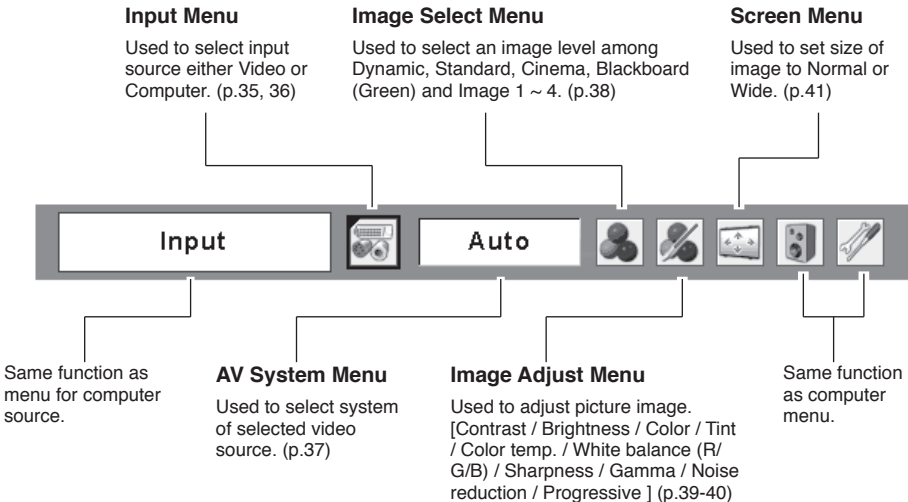 Input Menu
Used to select input
source either Video or
Computer. (p.35, 36)
Image Select Menu
Used to select an image level among
Dynamic, Standard, Cinema, Blackboard
(Green) and Image 1 ~ 4. (p.38)
Screen Menu
Used to set size of
image to Normal or
Wide. (p.41)
Input
Auto
Same function as
menu for computer
source.
AV System Menu
Used to select system
of selected video
source. (p.37)
Image Adjust Menu
Used to adjust picture image.
[Contrast / Brightness / Color / Tint
/ Color temp. / White balance (R/
G/B) / Sharpness / Gamma / Noise
reduction / Progressive ] (p.39-40)
Same function
as computer
menu.